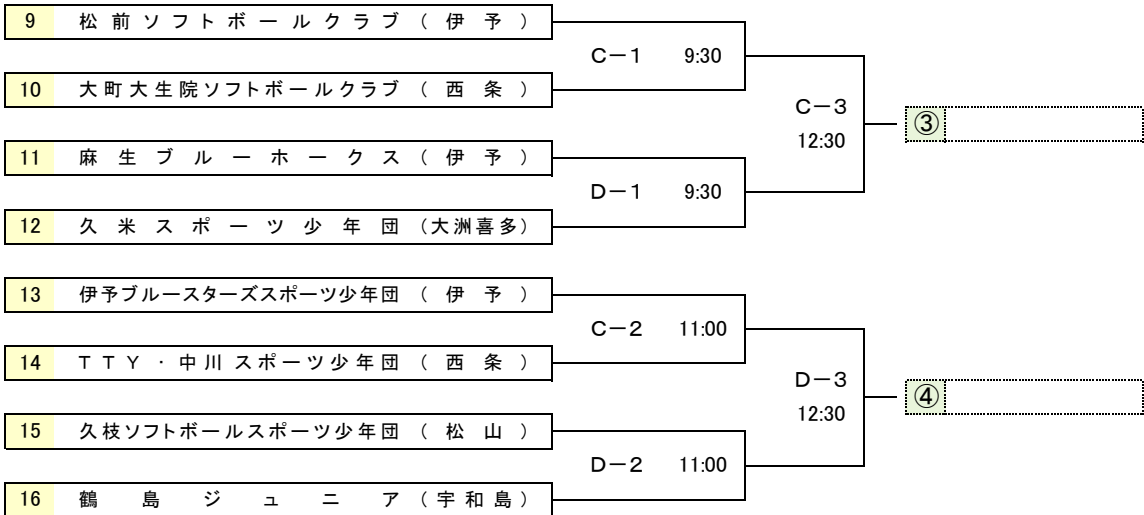 9 松前ソフトボールクラブ（伊予）
C－1 9:30
10 大町大生院ソフトボールクラブ（西条）
C－3
12:30
③
11 麻生ブルーホークス（伊予）
D－1 9:30
12 久米スポーツ少年団（大洲喜多）
13 伊予ブルースターズスポーツ少年団（伊予）
C－2 11:00
14 TTY・中川スポーツ少年団（西条）
D－3
12:30
④
15 久枝ソフトボールスポーツ少年団（松山）
D－2 11:00
16 鶴島ジュニア（宇和島）